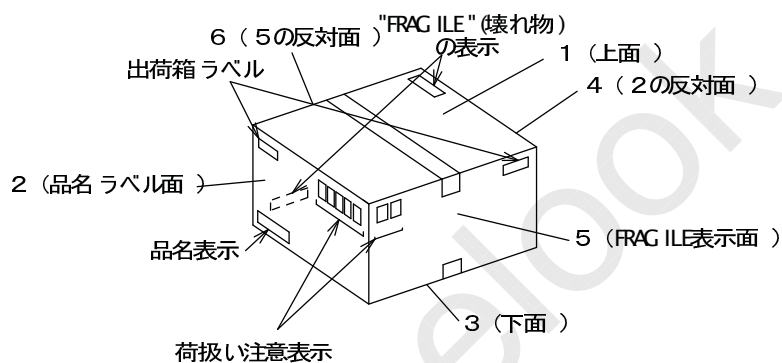 "FRAGILE"(壊れ物)
の表示
6(5の反対面)
1(上面)
出荷箱ラベル
4(2の反対面)
2(品名ラベル面)
品名表示
5(FRAGILE表示面)
3(下面)
荷扱い注意表示